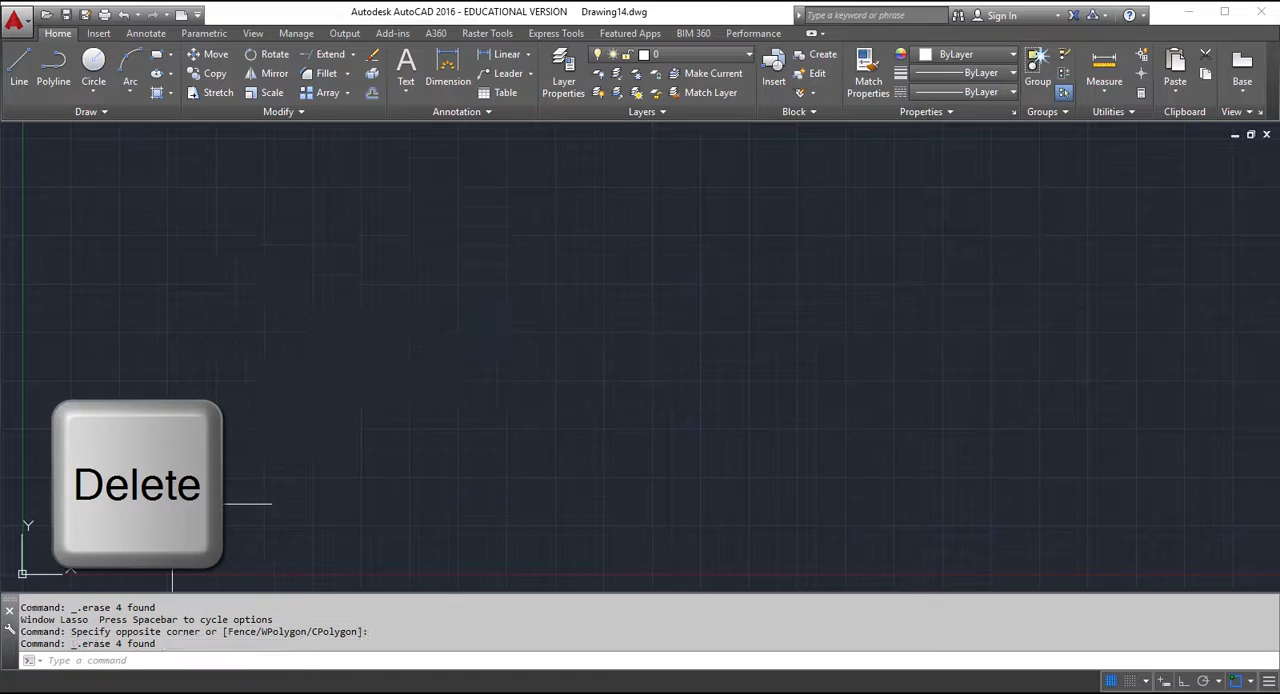 Autodesk AutoCAD 2016 - EDUCATIONAL VERSION Drawing14.dwg
Type a keyword or phrase
Sign In
Home Insert Annotate Parametric View Manage Output Add-ins A360 Raster Tools Express Tools Featured Apps BIM 360 Performance
Line Polyline Circle Arc
Move Rotate Extend
Copy Mirror Fillet
Stretch Scale Array
Text Dimension
Linear
Leader
Table
Layer Properties
0
Make Current
Match Layer
Insert
Create
Edit
Match Properties
ByLayer
ByLayer
ByLayer
Group
Measure
Paste
Base
Draw Modify Annotation Layers Block Properties Groups Utilities Clipboard View
Delete
Y
Command: _.erase 4 found
Window Lasso  Press Spacebar to cycle options
Command: Specify opposite corner or [Fence/WPolygon/CPolygon]:
Command: _.erase 4 found
Type a command